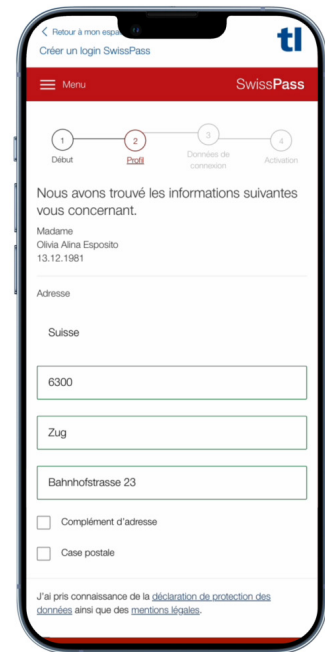 Retour à mon
tl
Créer un login SwissPass
Menu
SwissPass
1
2
3
4
Début
Profil
Données de
connexion
Activation
Nous avons trouvé les informations suivantes
vous concernant.
Madame
Olivia Alina Esposito
13.12.1981
Adresse
Suisse
6300
Zug
Bahnhofstrasse 23
Complément d'adresse
Case postale
J'ai pris connaissance de la déclaration de protection des
données ainsi que des mentions légales.